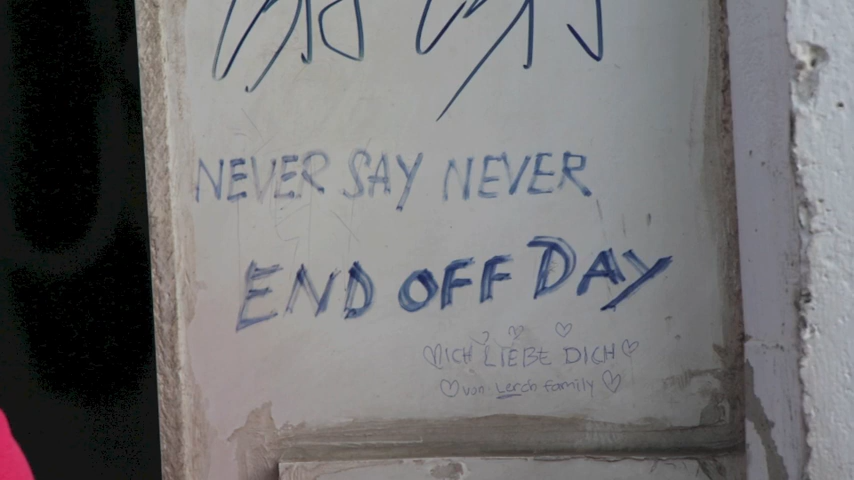 NEVER SAY NEVER
END OFF DAY
ICH LIEBE DICH
von Lerch family